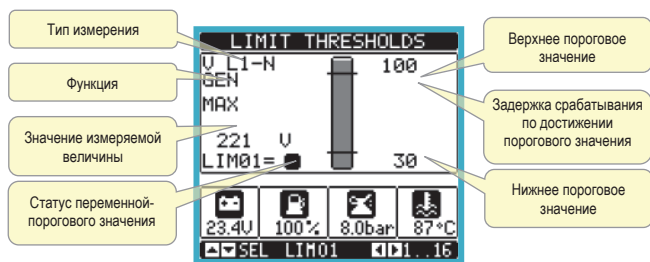 Тип измерения
Функция
Значение измеряемой
величины
Статус переменной-
порогового значения
LIMIT THRESHOLDS
V L1-N
GEN
MAX
221 V
LIM01=
100
30
23.4V 100% 8.0bar 87°C
SEL LIM01 1..16
Верхнее пороговое
значение
Задержка срабатывания
по достижении
порогового значения
Нижнее пороговое
значение